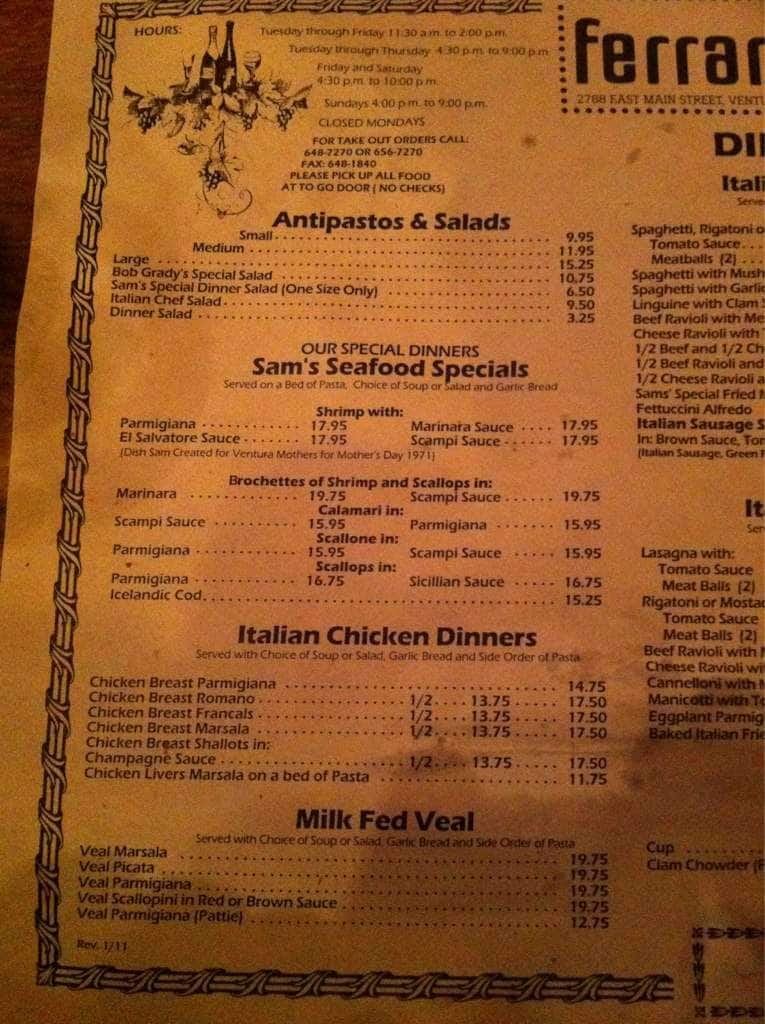 HOURS: Tuesday through Friday 11:30 a.m. to 2:00 p.m.
Tuesday through Thursday 4:30 p.m. to 9:00 p.m.
Friday and Saturday
4:30 p.m. to 10:00 p.m.
Sundays 4:00 p.m. to 9:00 p.m.
CLOSED MONDAYS
FOR TAKE OUT ORDERS CALL:
648-7270 OR 656-7270
FAX: 648-1840
PLEASE PICK UP ALL FOOD
AT TO GO DOOR ( NO CHECKS)
Antipastos & Salads
Small 9.95
Medium 11.95
Large 15.25
Bob Grady's Special Salad 10.75
Sam's Special Dinner Salad (One Size Only) 6.50
Italian Chef Salad 9.50
Dinner Salad 3.25
OUR SPECIAL DINNERS
Sam's Seafood Specials
Served on a Bed of Pasta, Choice of Soup or Salad and Garlic Bread
Shrimp with:
Parmigiana 17.95 Marinara Sauce 17.95
El Salvatore Sauce 17.95 Scampi Sauce 17.95
(Dish Sam Created for Ventura Mothers for Mother's Day 1971)
Brochettes of Shrimp and Scallops in:
Marinara 19.75 Scampi Sauce 19.75
Calamari in:
Scampi Sauce 15.95 Parmigiana 15.95
Scallone in:
Parmigiana 15.95 Scampi Sauce 15.95
Scallops in:
Parmigiana 16.75 Sicillian Sauce 16.75
Icelandic Cod 15.25
Italian Chicken Dinners
Served with Choice of Soup or Salad, Garlic Bread and Side Order of Pasta
Chicken Breast Parmigiana 14.75
Chicken Breast Romano 1/2 13.75 17.50
Chicken Breast Francais 1/2 13.75 17.50
Chicken Breast Marsala 1/2 13.75 17.50
Chicken Breast Shallots in:
Champagne Sauce 1/2 13.75 17.50
Chicken Livers Marsala on a bed of Pasta 11.75
Milk Fed Veal
Served with Choice of Soup or Salad, Garlic Bread and Side Order of Pasta
Veal Marsala 19.75
Veal Picata 19.75
Veal Parmigiana 19.75
Veal Scallopini in Red or Brown Sauce 19.75
Veal Parmigiana (Pattie) 12.75
Rev. 1/11
ferrar
2788 EAST MAIN STREET, VENTU
DI
Itali
Serve
Spaghetti, Rigatoni o
Tomato Sauce
Meatballs (2)
Spaghetti with Mush
Spaghetti with Garlic
Linguine with Clam
Beef Ravioli with Me
Cheese Ravioli with
1/2 Beef and 1/2 Ch
1/2 Beef Ravioli and
1/2 Cheese Ravioli a
Sams' Special Fried
Fettuccini Alfredo
Italian Sausage S
In: Brown Sauce, Tom
(Italian Sausage, Green
It
Ser
Lasagna with:
Tomato Sauce
Meat Balls (2)
Rigatoni or Mostac
Tomato Sauce
Meat Balls (2)
Beef Ravioli with
Cheese Ravioli wi
Cannelloni with
Manicotti with To
Eggplant Parmig
Baked Italian Frie
Cup
Clam Chowder